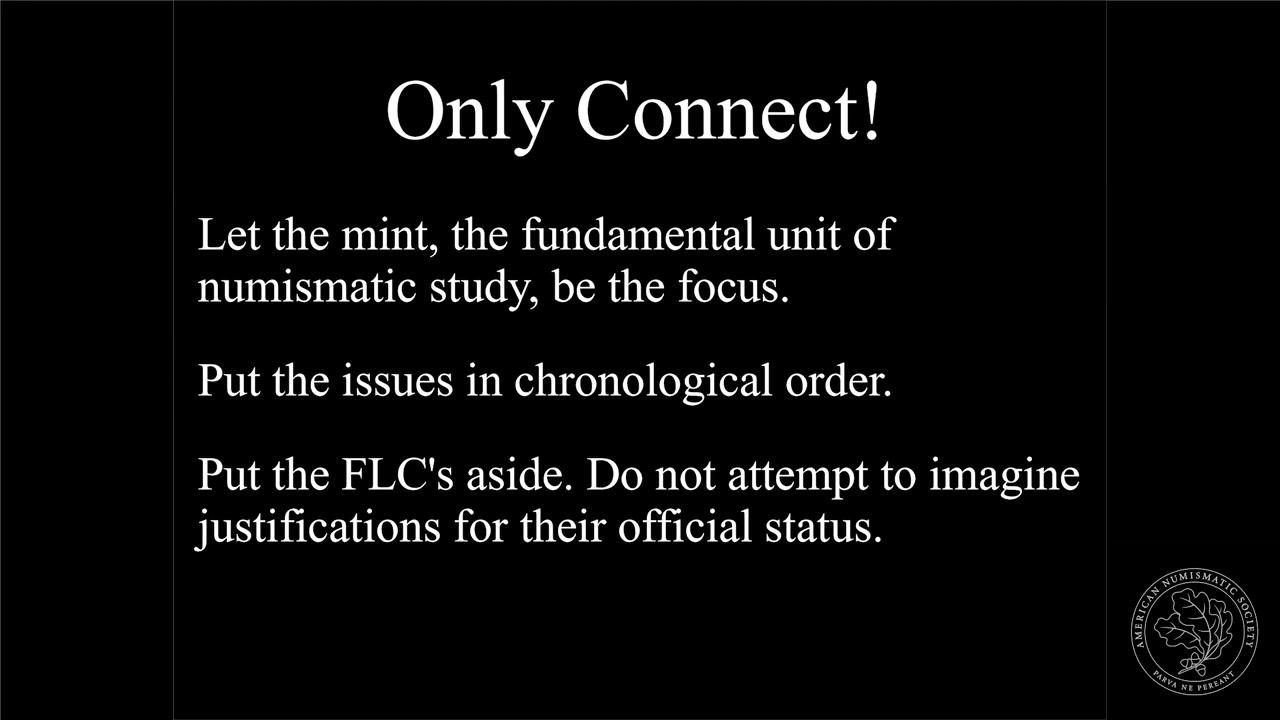 Only Connect!
Let the mint, the fundamental unit of
numismatic study, be the focus.
Put the issues in chronological order.
Put the FLC's aside. Do not attempt to imagine
justifications for their official status.
AMERICAN NUMISMATIC SOCIETY
PARVA NE PEREANT